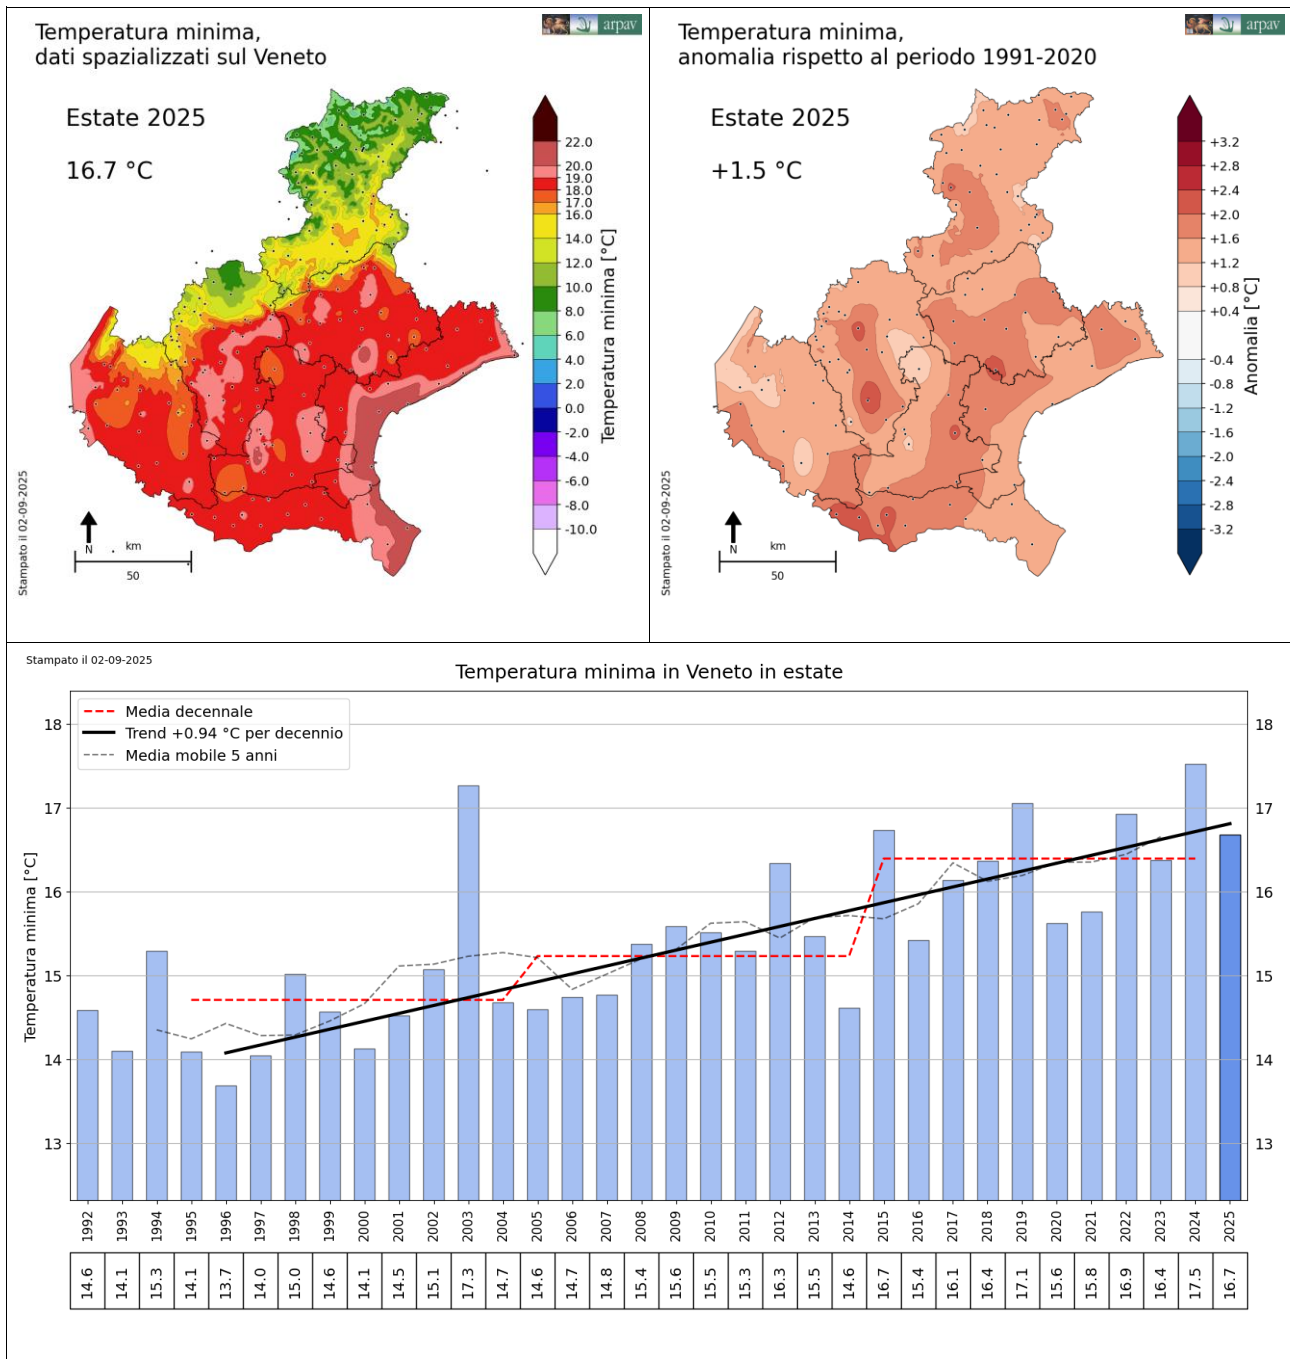 Temperatura minima,
dati spazializzati sul Veneto
arpav
Estate 2025
16.7 °C
22.0
20.0
19.0
18.0
17.0
16.0
14.0
12.0
10.0
8.0
6.0
4.0
2.0
0.0
-2.0
-4.0
-6.0
-8.0
-10.0
Temperatura minima [°C]
Stampato il 02-09-2025
N
km
50
Temperatura minima,
anomalia rispetto al periodo 1991-2020
arpav
Estate 2025
+1.5 °C
+3.2
+2.8
+2.4
+2.0
+1.6
+1.2
+0.8
+0.4
-0.4
-0.8
-1.2
-1.6
-2.0
-2.4
-2.8
-3.2
Anomalia [°C]
Stampato il 02-09-2025
N
km
50
Stampato il 02-09-2025
Temperatura minima in Veneto in estate
Media decennale
Trend +0.94 °C per decennio
Media mobile 5 anni
Temperatura minima [°C]
18
17
16
15
14
13
18
17
16
15
14
13
1992 1993 1994 1995 1996 1997 1998 1999 2000 2001 2002 2003 2004 2005 2006 2007 2008 2009 2010 2011 2012 2013 2014 2015 2016 2017 2018 2019 2020 2021 2022 2023 2024 2025
14.6 14.1 15.3 14.1 13.7 14.0 15.0 14.6 14.1 14.5 15.1 17.3 14.7 14.6 14.7 14.8 15.4 15.6 15.5 15.3 16.3 15.5 14.6 16.7 15.4 16.1 16.4 17.1 15.6 15.8 16.9 16.4 17.5 16.7